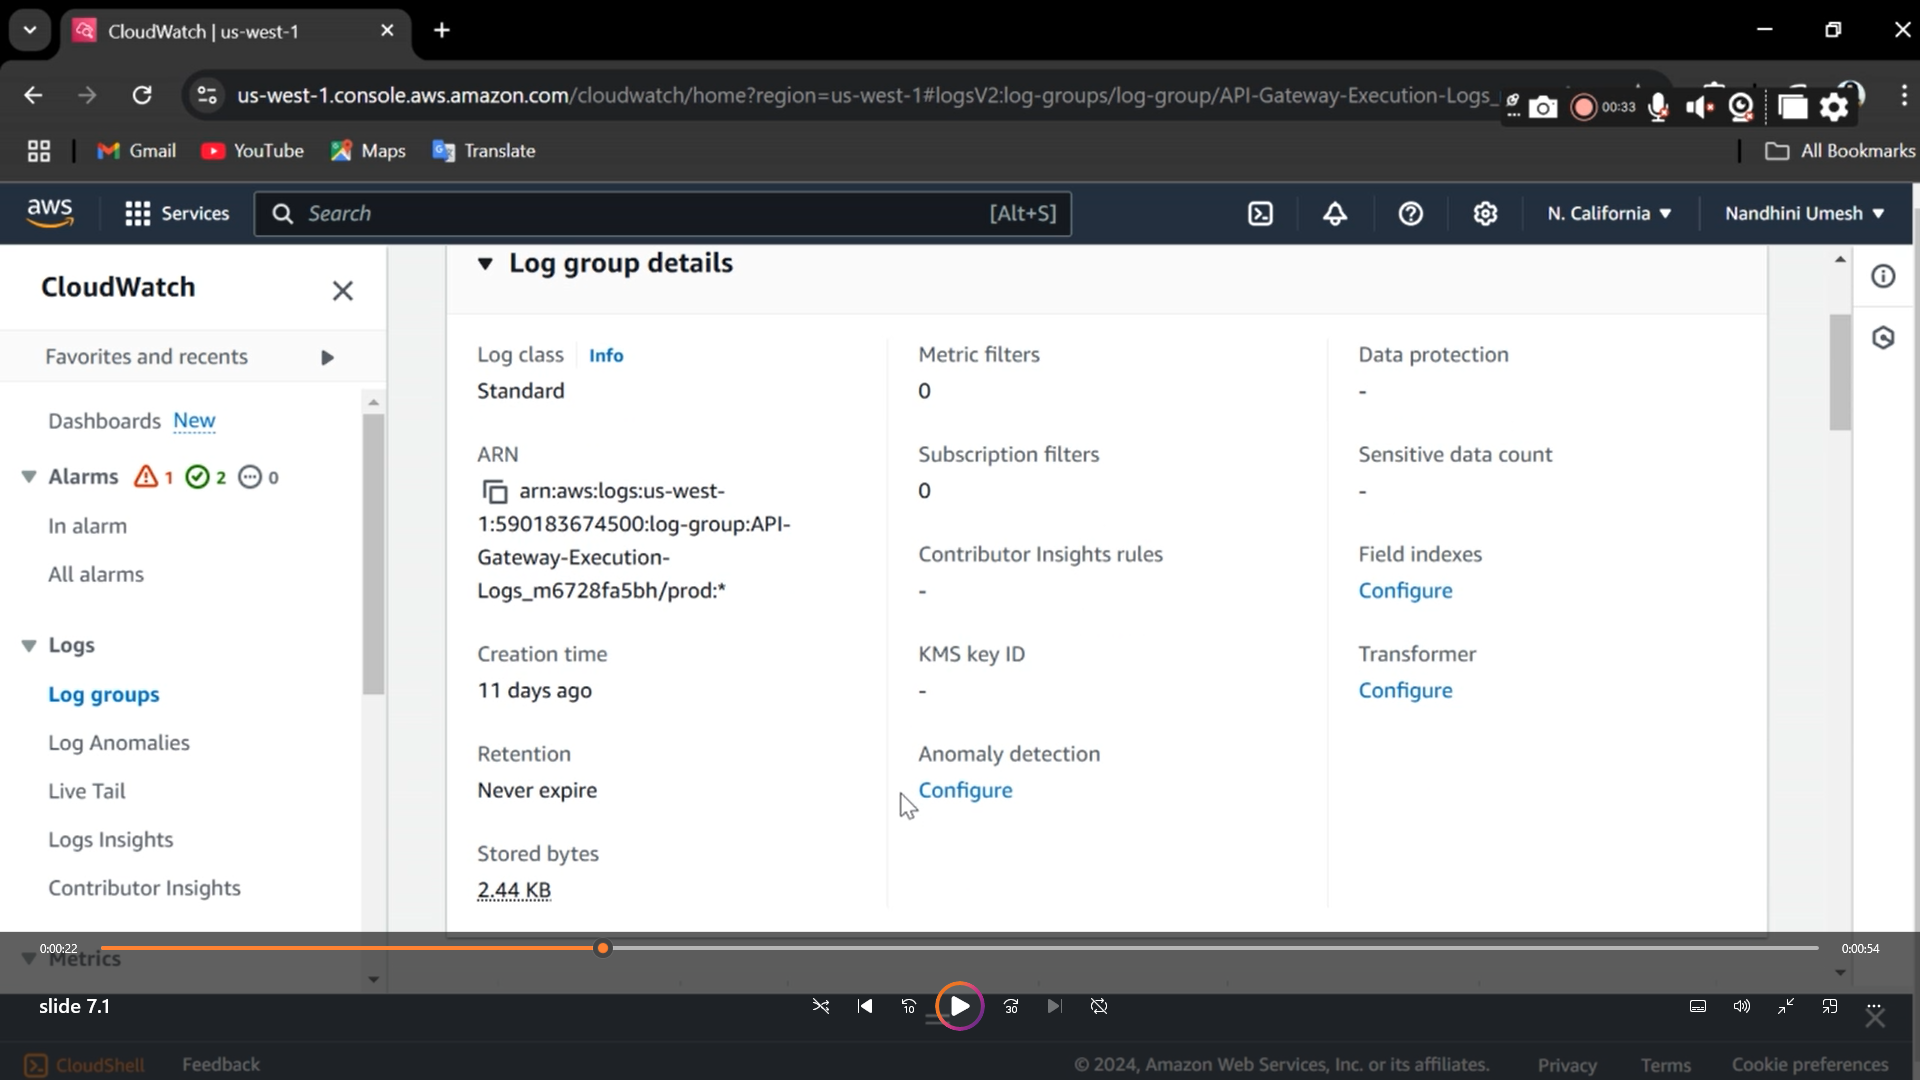 CloudWatch | us-west-1
us-west-1.console.aws.amazon.com/cloudwatch/home?region=us-west-1#logsV2:log-groups/log-group/API-Gateway-Execution-Logs_
00:33
Gmail
YouTube
Maps
Translate
All Bookmarks
aws
Services
Search
[Alt+S]
N. California
Nandhini Umesh
CloudWatch
Favorites and recents
Dashboards New
Alarms 1 2 0
In alarm
All alarms
Logs
Log groups
Log Anomalies
Live Tail
Logs Insights
Contributor Insights
Metrics
Log group details
Log class Info
Standard
ARN
arn:aws:logs:us-west-
1:590183674500:log-group:API-
Gateway-Execution-
Logs_m6728fa5bh/prod:*
Creation time
11 days ago
Retention
Never expire
Stored bytes
2.44 KB
Metric filters
0
Subscription filters
0
Contributor Insights rules
-
KMS key ID
-
Anomaly detection
Configure
Data protection
-
Sensitive data count
-
Field indexes
Configure
Transformer
Configure
0:00:22
0:00:54
slide 7.1
10
30
CloudShell
Feedback
© 2024, Amazon Web Services, Inc. or its affiliates.
Privacy
Terms
Cookie preferences